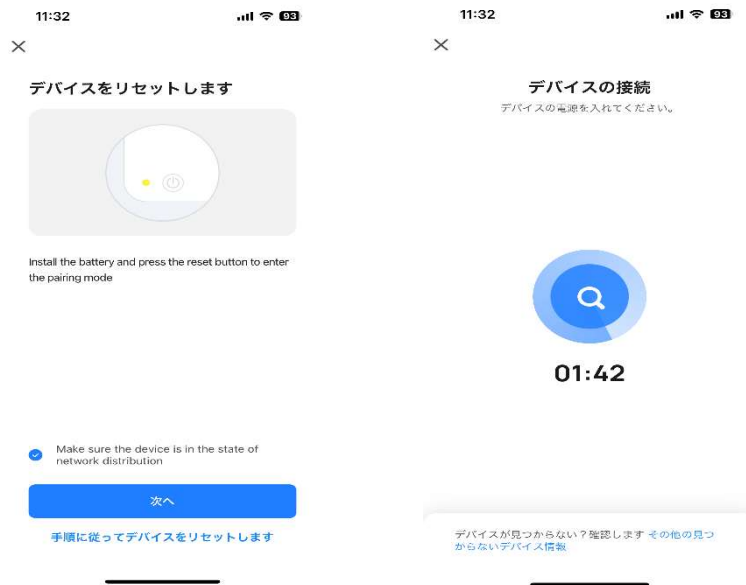 11:32
93
デバイスをリセットします
Install the battery and press the reset button to enter
the pairing mode
Make sure the device is in the state of
network distribution
次へ
手順に従ってデバイスをリセットします
11:32
93
デバイスの接続
デバイスの電源を入れてください。
01:42
デバイスが見つからない？確認します その他の見つ
からないデバイス情報